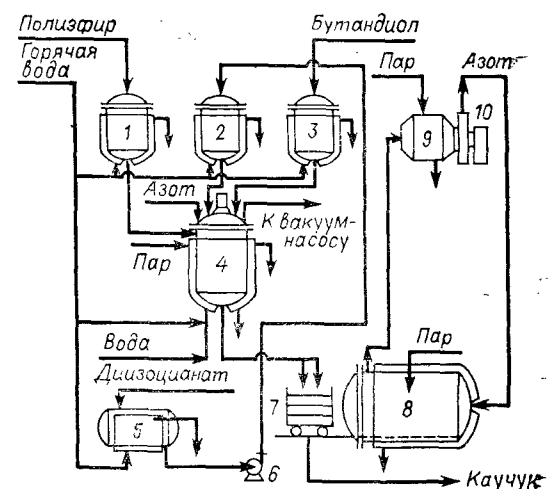 Полиэфир
Бутандиол
Горячая
вода
Пар
Азот
10
1
2
3
9
Азот
К вакуум-
насосу
Пар
4
Вода
Пар
Диизоцианат
7
8
5
6
Каучук